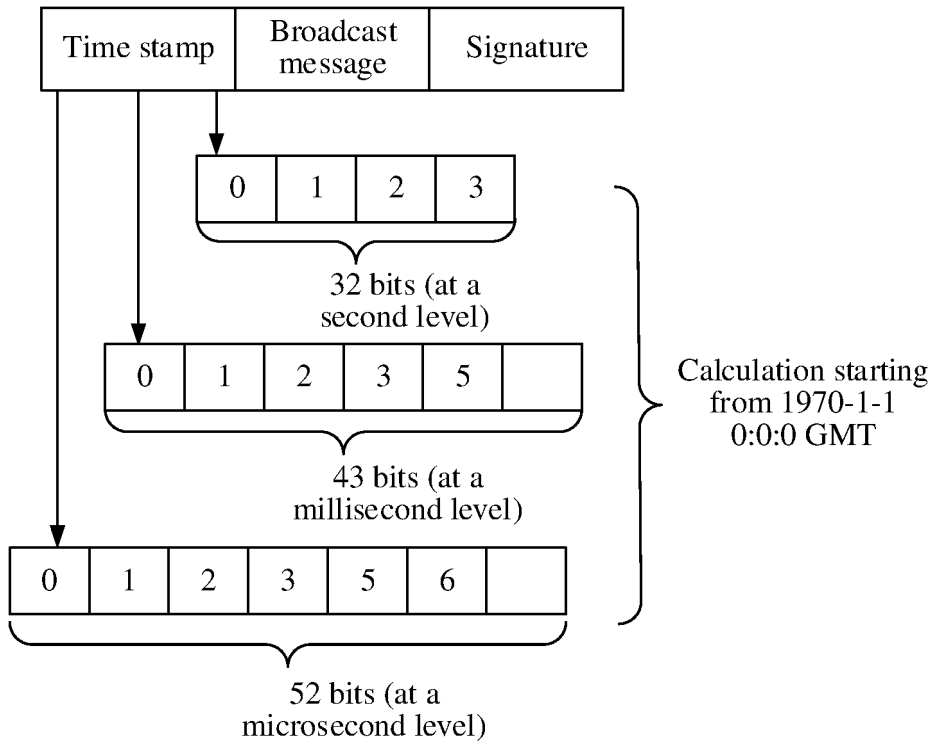 Time stamp
Broadcast
message
Signature
0 1 2 3
32 bits (at a
second level)
0 1 2 3 5
43 bits (at a
millisecond level)
Calculation starting
from 1970-1-1
0:0:0 GMT
0 1 2 3 5 6
52 bits (at a
microsecond level)